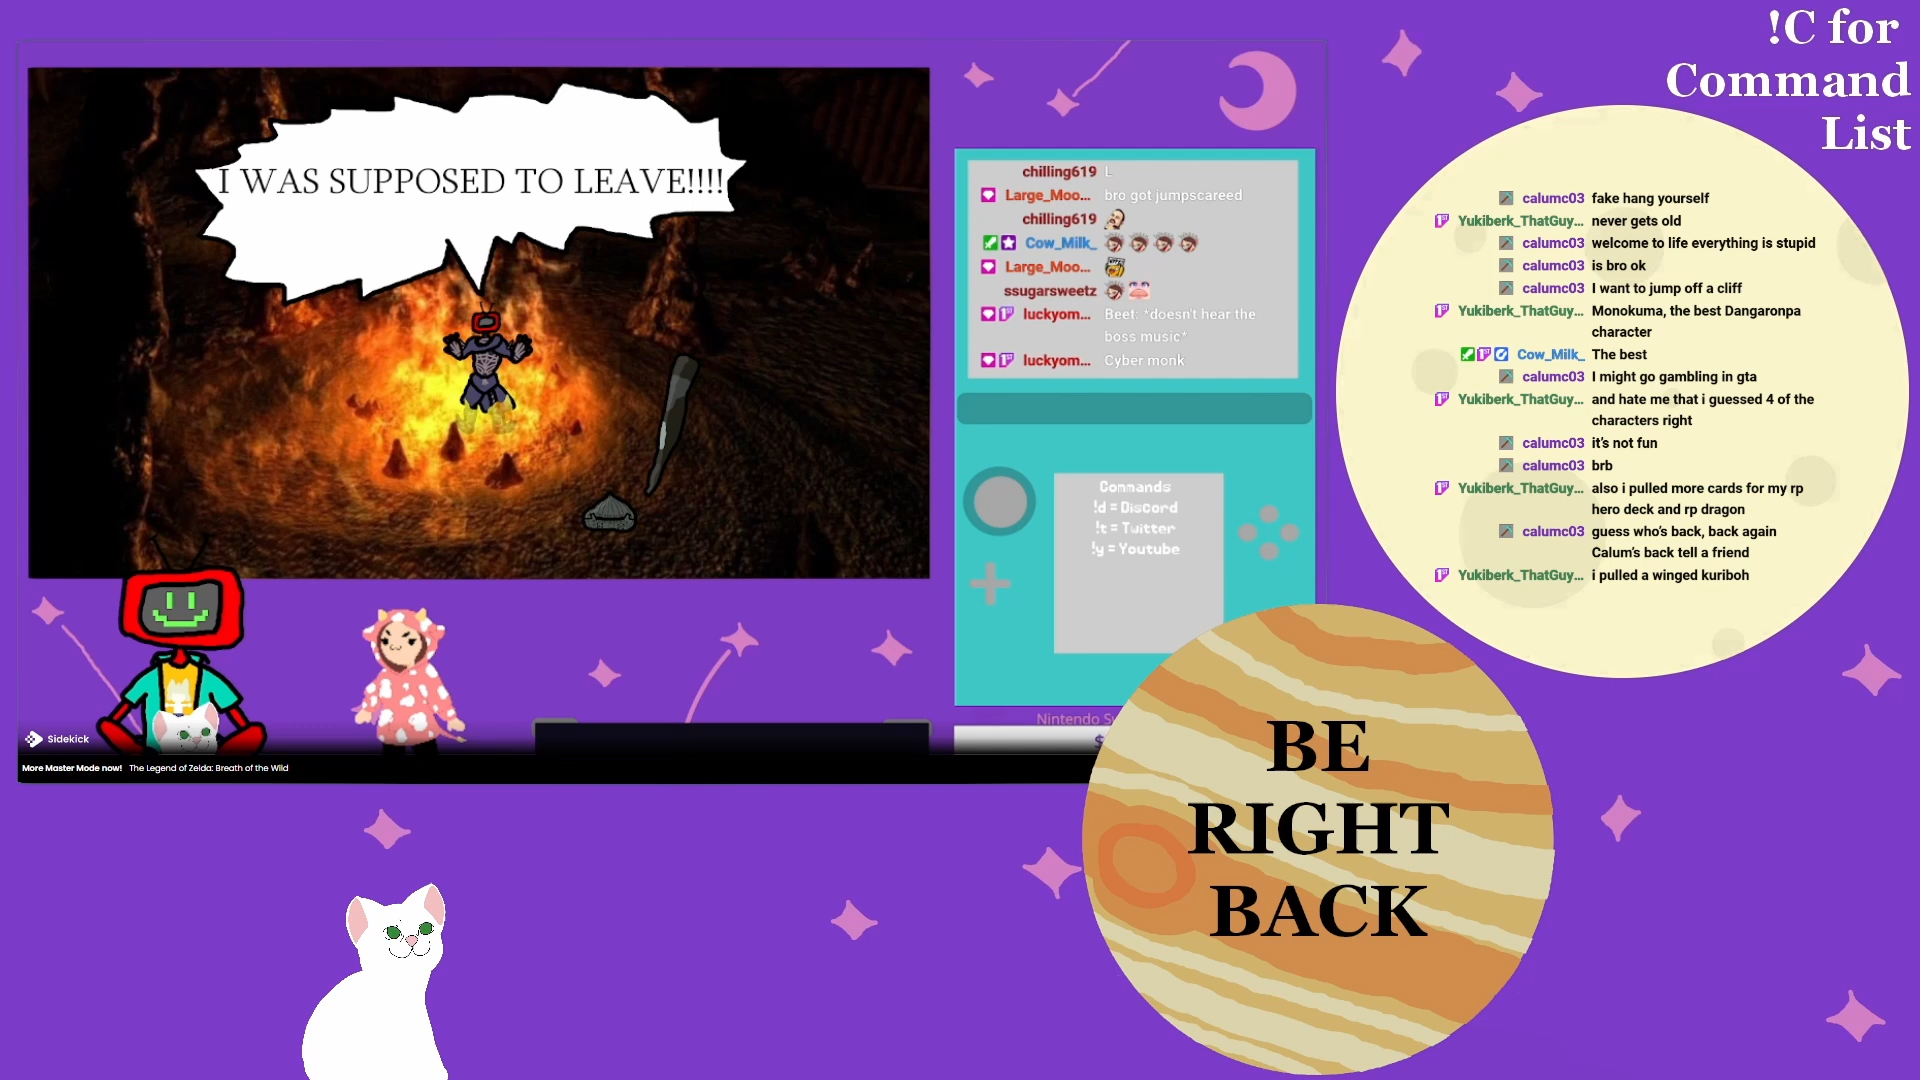 !C for
Command
List
I WAS SUPPOSED TO LEAVE!!!!
chilling619 L
Large_Moo... bro got jumpscareed
chilling619
Cow_Milk_
Large_Moo...
ssugarsweetz
luckyom... Beet: *doesn't hear the
boss music*
luckyom... Cyber monk
Commands
!d = Discord
!t = Twitter
!y = Youtube
calumc03 fake hang yourself
Yukiberk_ThatGuy... never gets old
calumc03 welcome to life everything is stupid
calumc03 is bro ok
calumc03 I want to jump off a cliff
Yukiberk_ThatGuy... Monokuma, the best Dangaronpa
character
Cow_Milk_ The best
calumc03 I might go gambling in gta
Yukiberk_ThatGuy... and hate me that i guessed 4 of the
characters right
calumc03 it's not fun
calumc03 brb
Yukiberk_ThatGuy... also i pulled more cards for my rp
hero deck and rp dragon
calumc03 guess who's back, back again
Calum's back tell a friend
Yukiberk_ThatGuy... i pulled a winged kuriboh
Nintendo
Sidekick
More Master Mode now! The Legend of Zelda: Breath of the Wild
BE
RIGHT
BACK